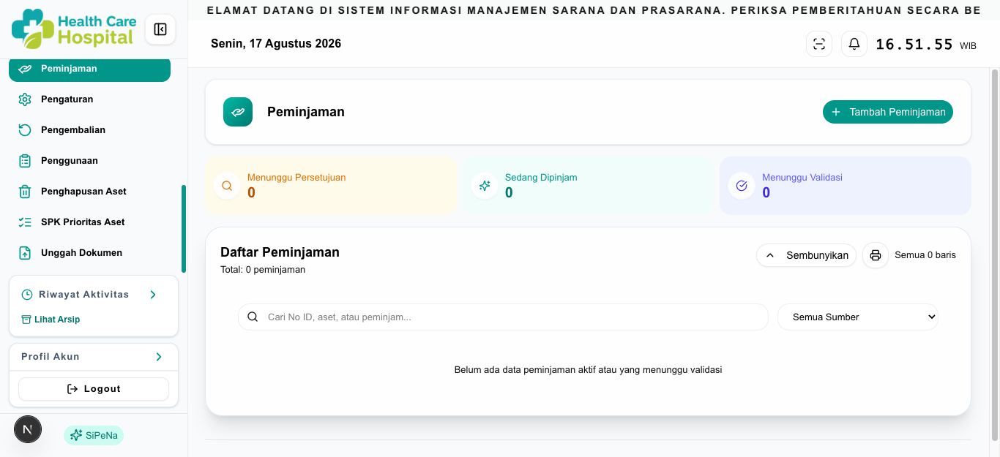 Health Care
Hospital
ELAMAT DATANG DI SISTEM INFORMASI MANAJEMEN SARANA DAN PRASARANA. PERIKSA PEMBERITAHUAN SECARA BE
Senin, 17 Agustus 2026
16.51.55 WIB
Peminjaman
Pengaturan
Pengembalian
Penggunaan
Penghapusan Aset
SPK Prioritas Aset
Unggah Dokumen
Riwayat Aktivitas
Lihat Arsip
Profil Akun
Logout
N
SiPeNa
Peminjaman
Tambah Peminjaman
Menunggu Persetujuan
0
Sedang Dipinjam
0
Menunggu Validasi
0
Daftar Peminjaman
Total: 0 peminjaman
Sembunyikan
Semua 0 baris
Cari No ID, aset, atau peminjam...
Semua Sumber
Belum ada data peminjaman aktif atau yang menunggu validasi